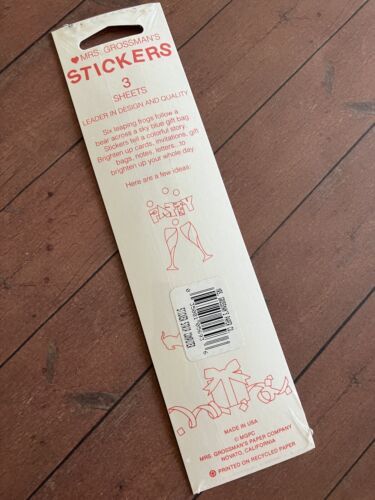 MRS. GROSSMAN'S
STICKERS
3
SHEETS
LEADER IN DESIGN AND QUALITY
Six leaping frogs follow a
bear across a sky blue gift bag.
Stickers tell a colorful story.
Brighten up cards, invitations, gift
bags, notes, letters...to
brighten up your whole day.
Here are a few ideas:
PARTY
MADE IN USA
© MGPC
MRS. GROSSMAN'S PAPER COMPANY
NOVATO, CALIFORNIA
PRINTED ON RECYCLED PAPER